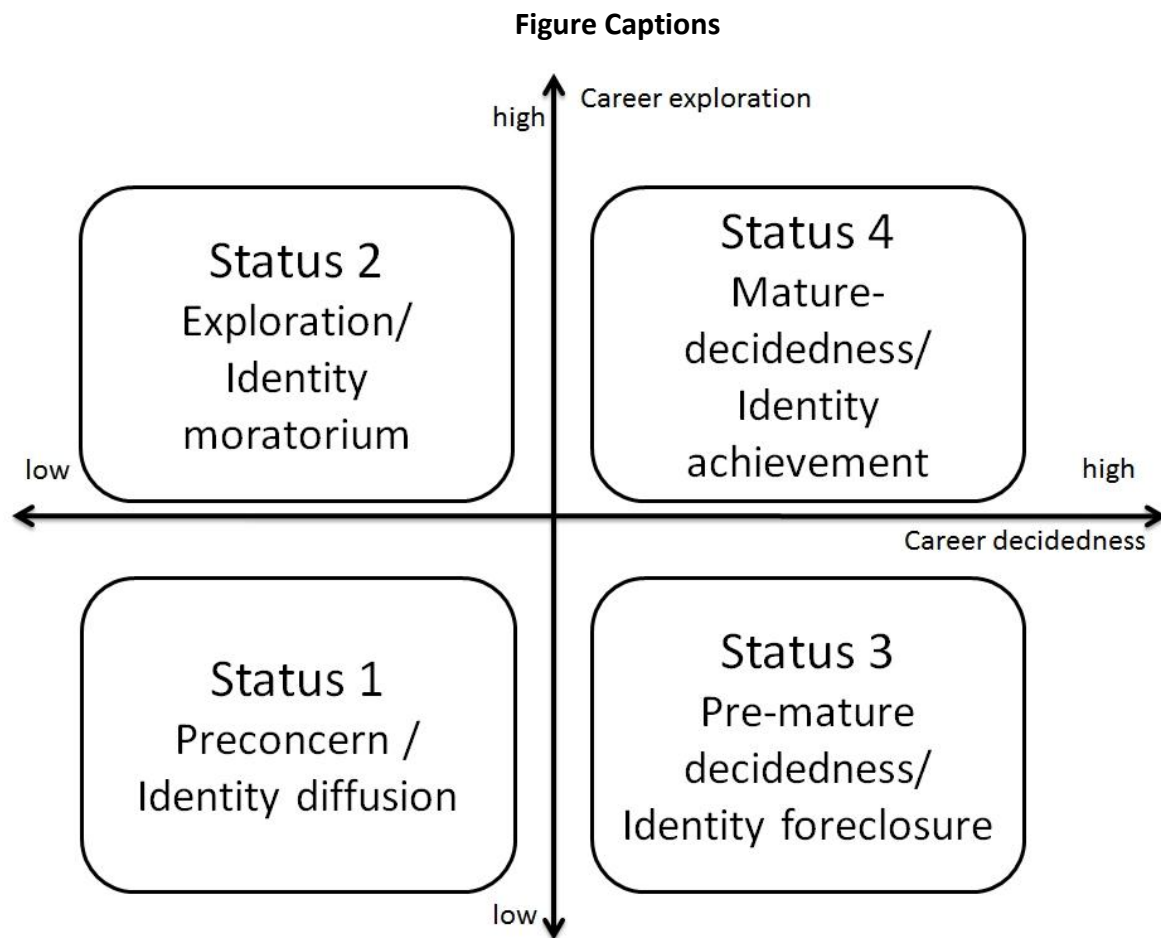 Figure Captions
high
Career exploration
Status 2
Exploration/
Identity
moratorium
Status 4
Mature-
decidedness/
Identity
achievement
low
high
Career decidedness
Status 1
Preconcern /
Identity diffusion
Status 3
Pre-mature
decidedness/
Identity foreclosure
low